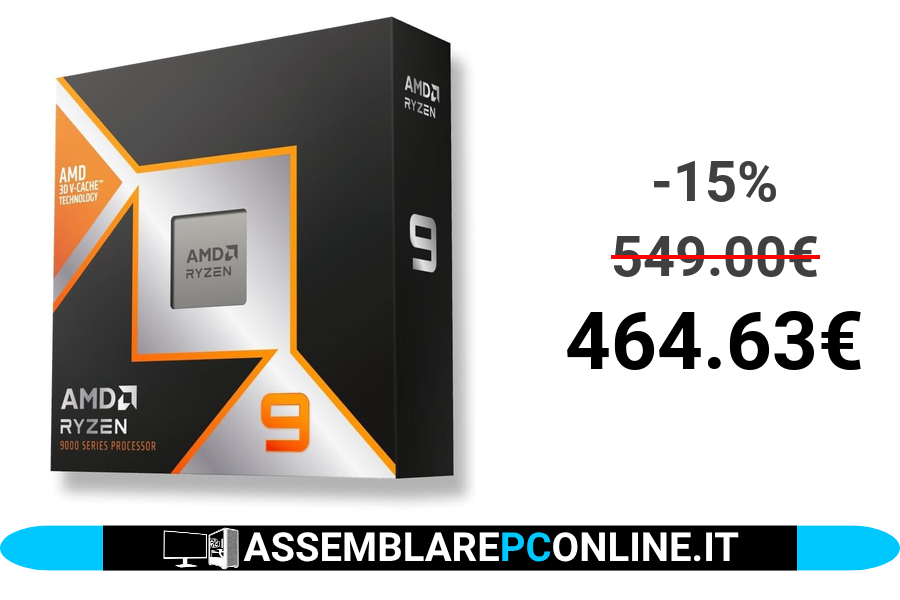 AMD
RYZEN
9
AMD
3D V-CACHE™
TECHNOLOGY
AMD
RYZEN
AMD
RYZEN
9000 SERIES PROCESSOR
9
-15%
549.00€
464.63€
ASSEMBLAREPCONLINE.IT